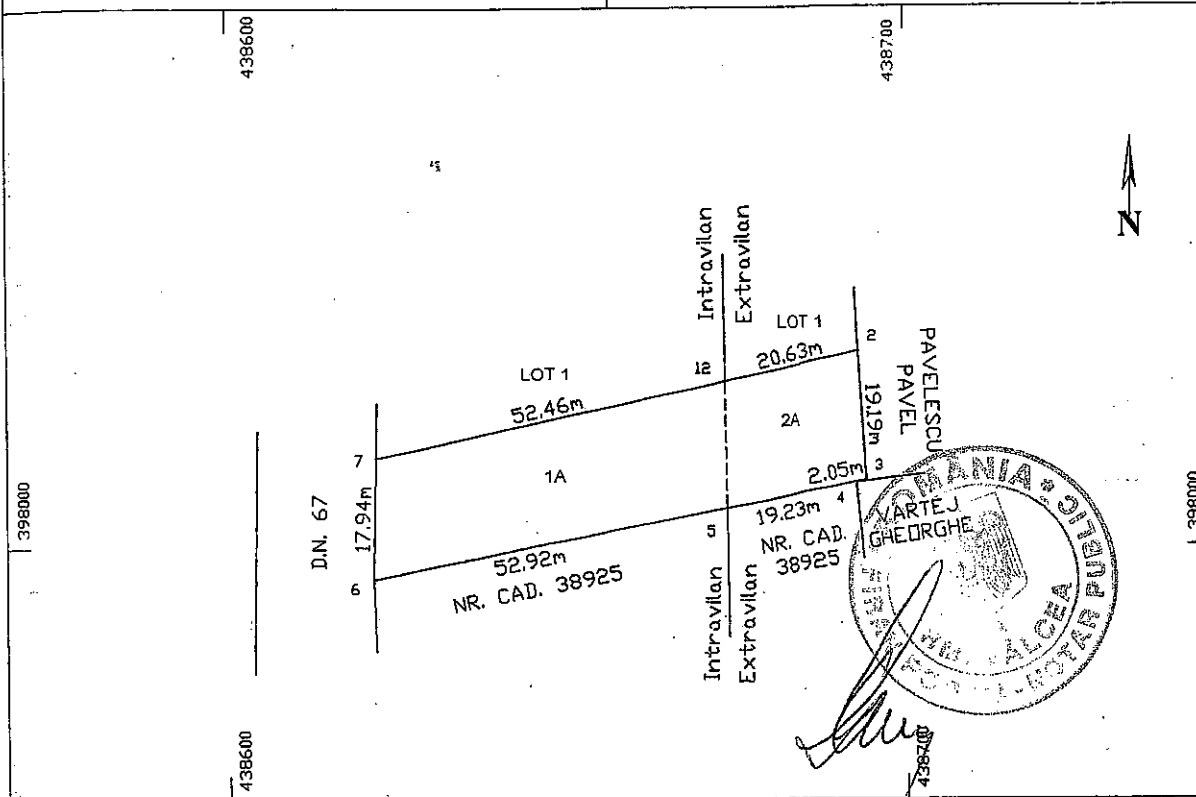 438600
438700
N
Intravilan
Extravilan
LOT 1
2
PAVELESCU
PAVEL
12
20.63m
LOT 1
52.46m
19.19m
2A
7
1A
2.05m
3
398000
D.N. 67
17.94m
4
19.23m
VARTEJ
GHEORGHE
5
NR. CAD.
38925
52.92m
6
NR. CAD. 38925
Intravilan
Extravilan
ROMANIA
NOTAR PUBLIC
VALCEA
398000
438600
438700